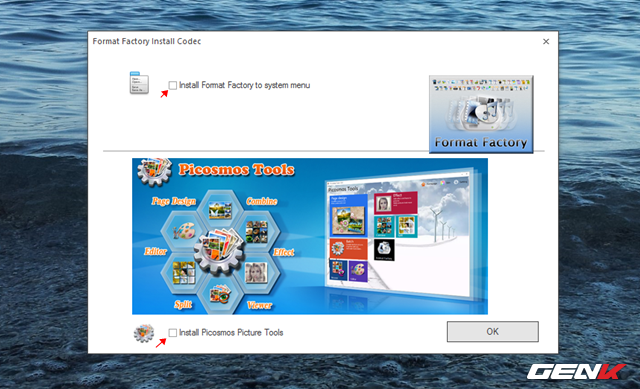 Format Factory Install Codec
Install Format Factory to system menu
Format Factory
Picosmos Tools
Picosmos Tools
Page Design
Combine
Editor
Effect
Split
Viewer
Install Picosmos Picture Tools
OK
GENK